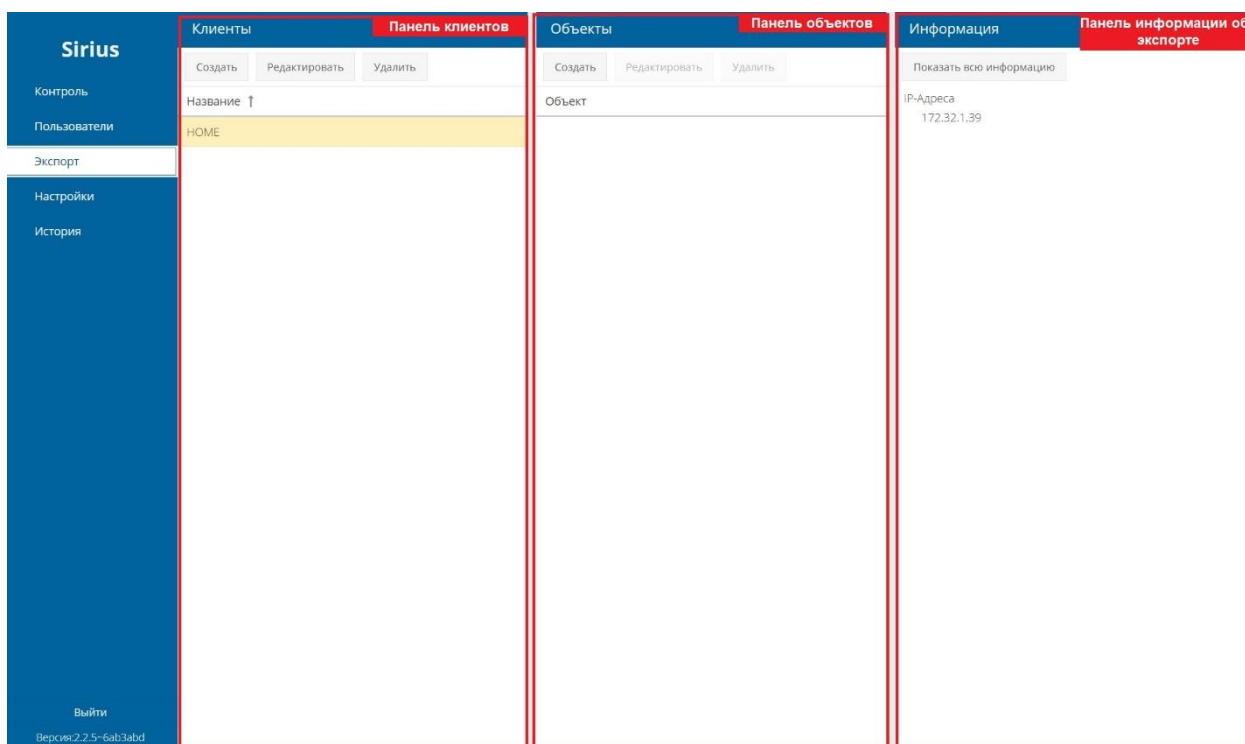 Sirius
Контроль
Пользователи
Экспорт
Настройки
История
Выйти
Версия:2.2.5~6ab3abd
Клиенты
Панель клиентов
Создать Редактировать Удалить
Название ↑
HOME
Объекты
Панель объектов
Создать Редактировать Удалить
Объект
Информация
Панель информации об
экспорте
Показать всю информацию
IP-Адреса
172.32.1.39